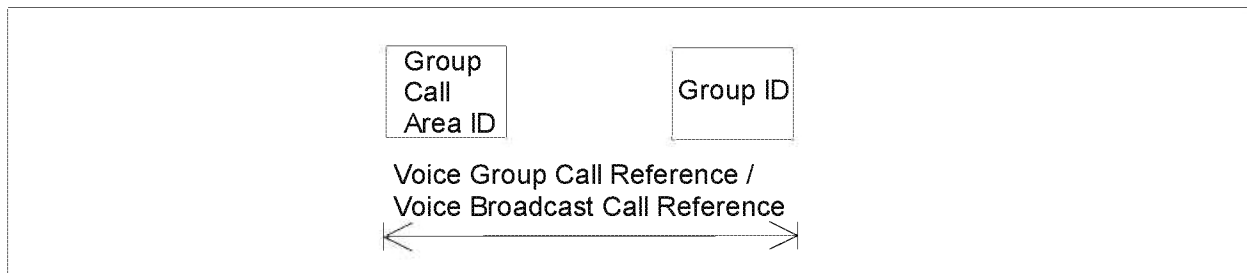 Group
Call
Area ID
Group ID
Voice Group Call Reference /
Voice Broadcast Call Reference